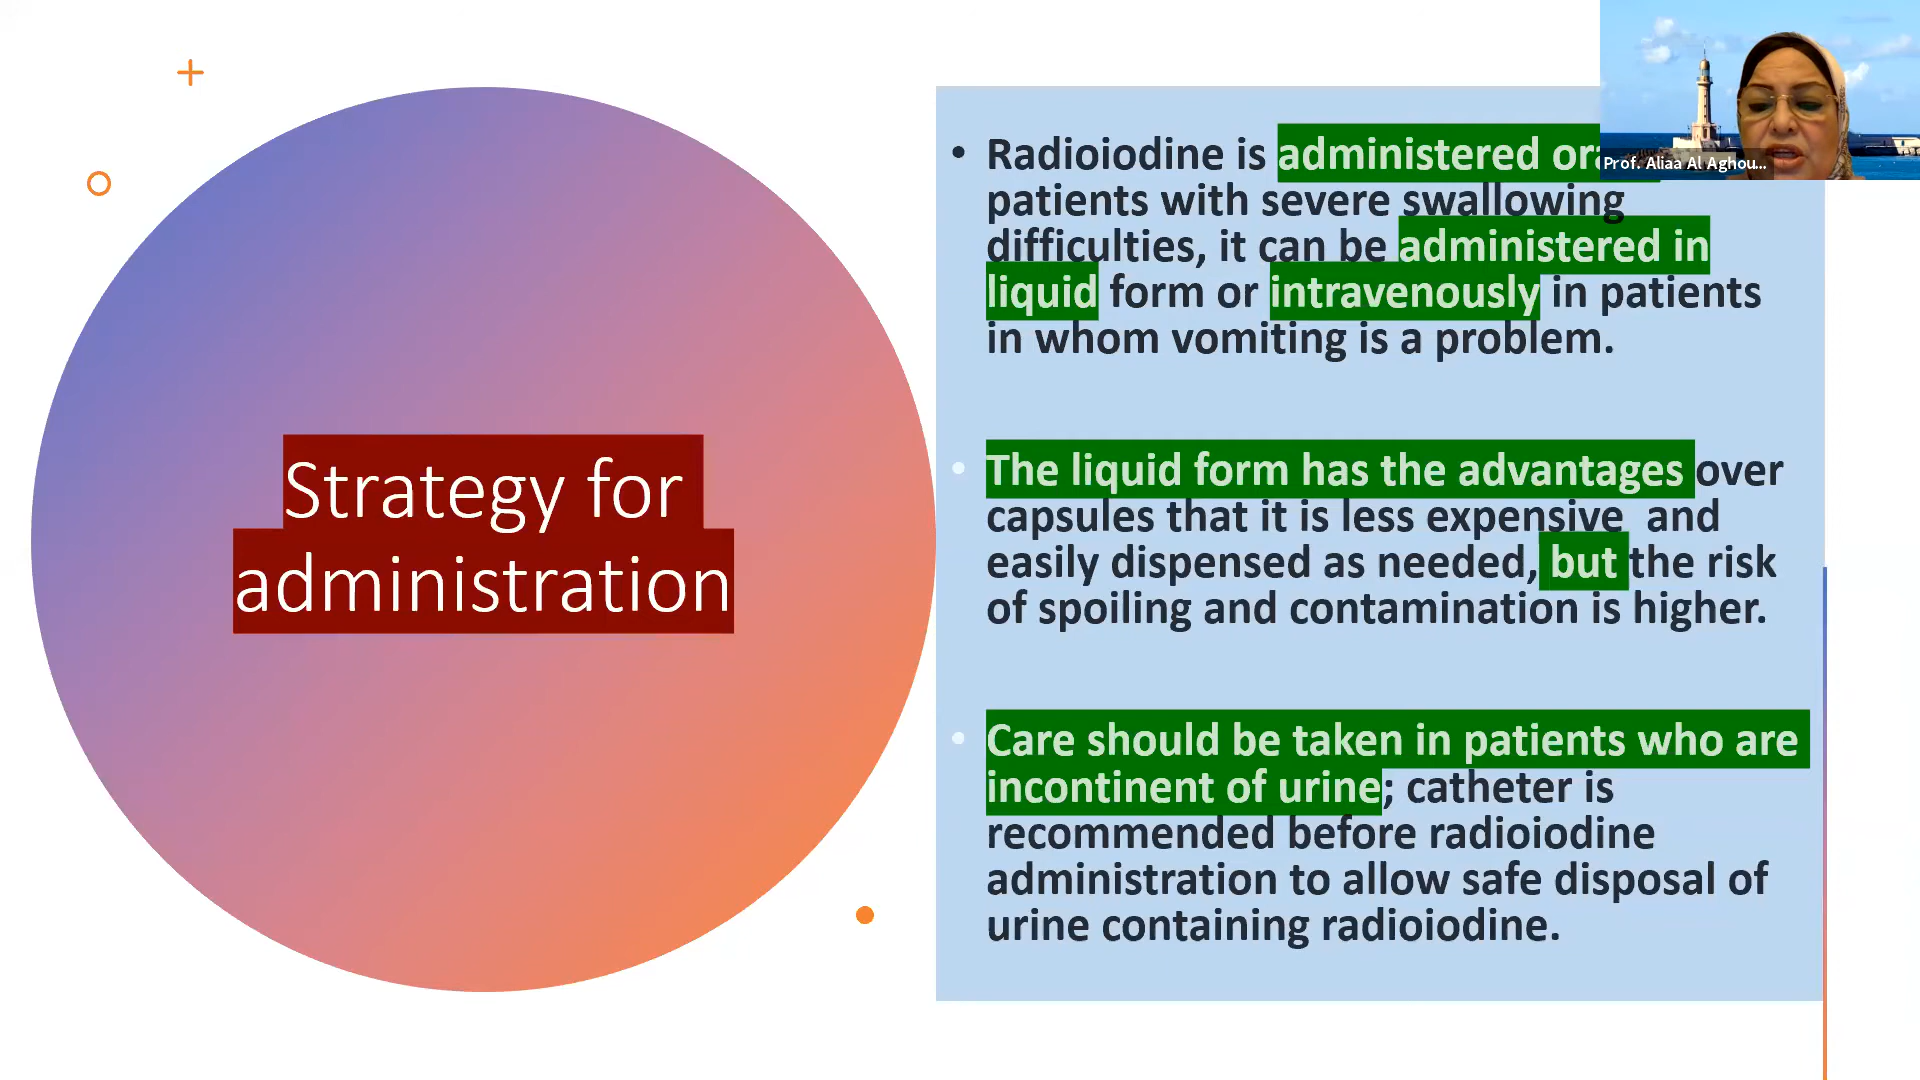 Strategy for
administration
• Radioiodine is administered
patients with severe swallowing
difficulties, it can be administered in
liquid form or intravenously in patients
in whom vomiting is a problem.
• The liquid form has the advantages over
capsules that it is less expensive and
easily dispensed as needed, but the risk
of spoiling and contamination is higher.
• Care should be taken in patients who are
incontinent of urine; catheter is
recommended before radioiodine
administration to allow safe disposal of
urine containing radioiodine.
Prof. Aliaa Al Aghou...